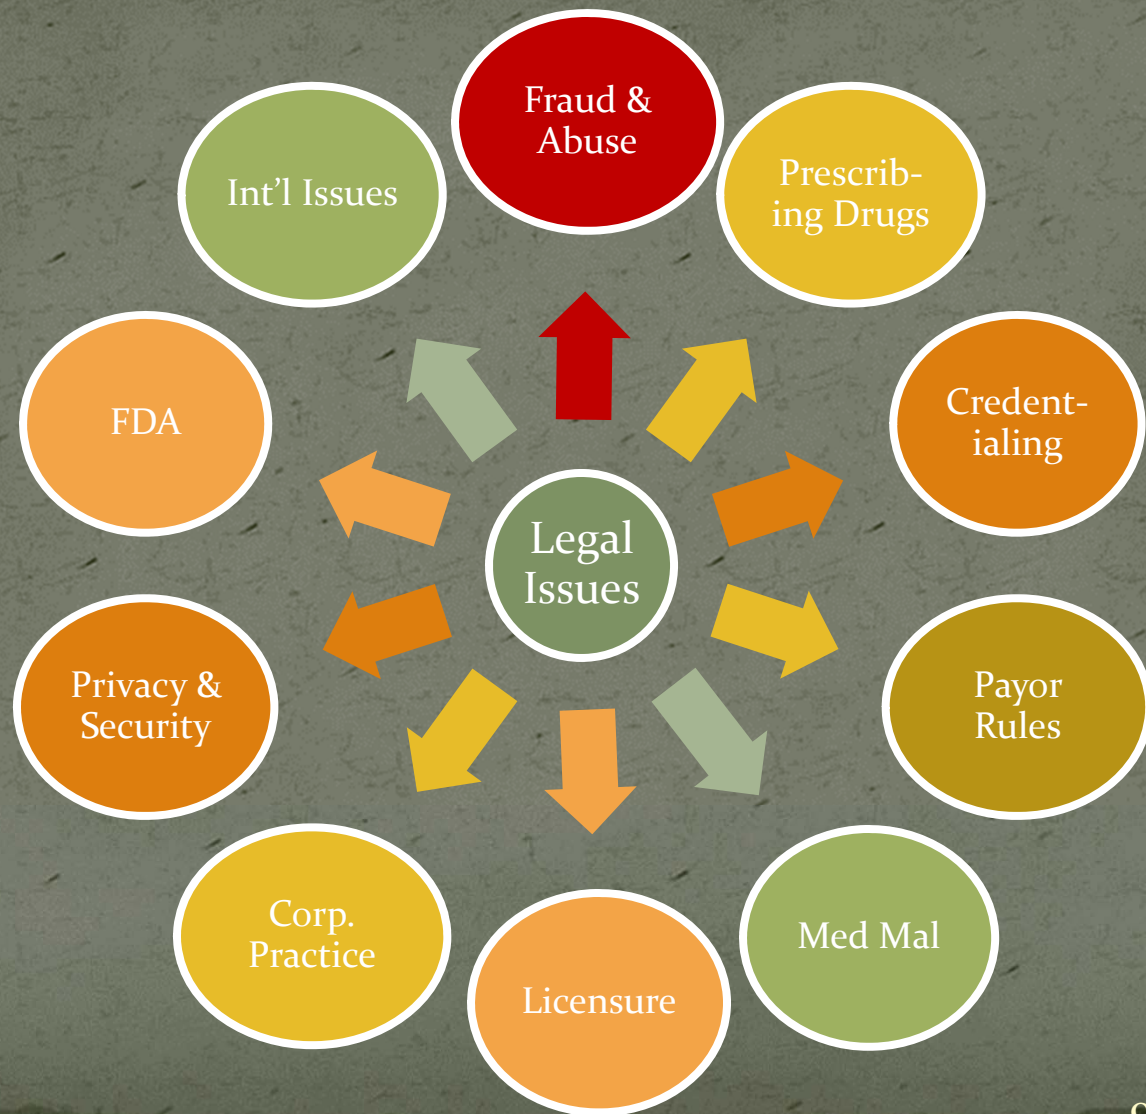 Fraud &
Abuse
Prescrib-
ing Drugs
Credent-
ialing
Payor
Rules
Med Mal
Licensure
Corp.
Practice
Privacy &
Security
FDA
Int'l Issues
Legal
Issues